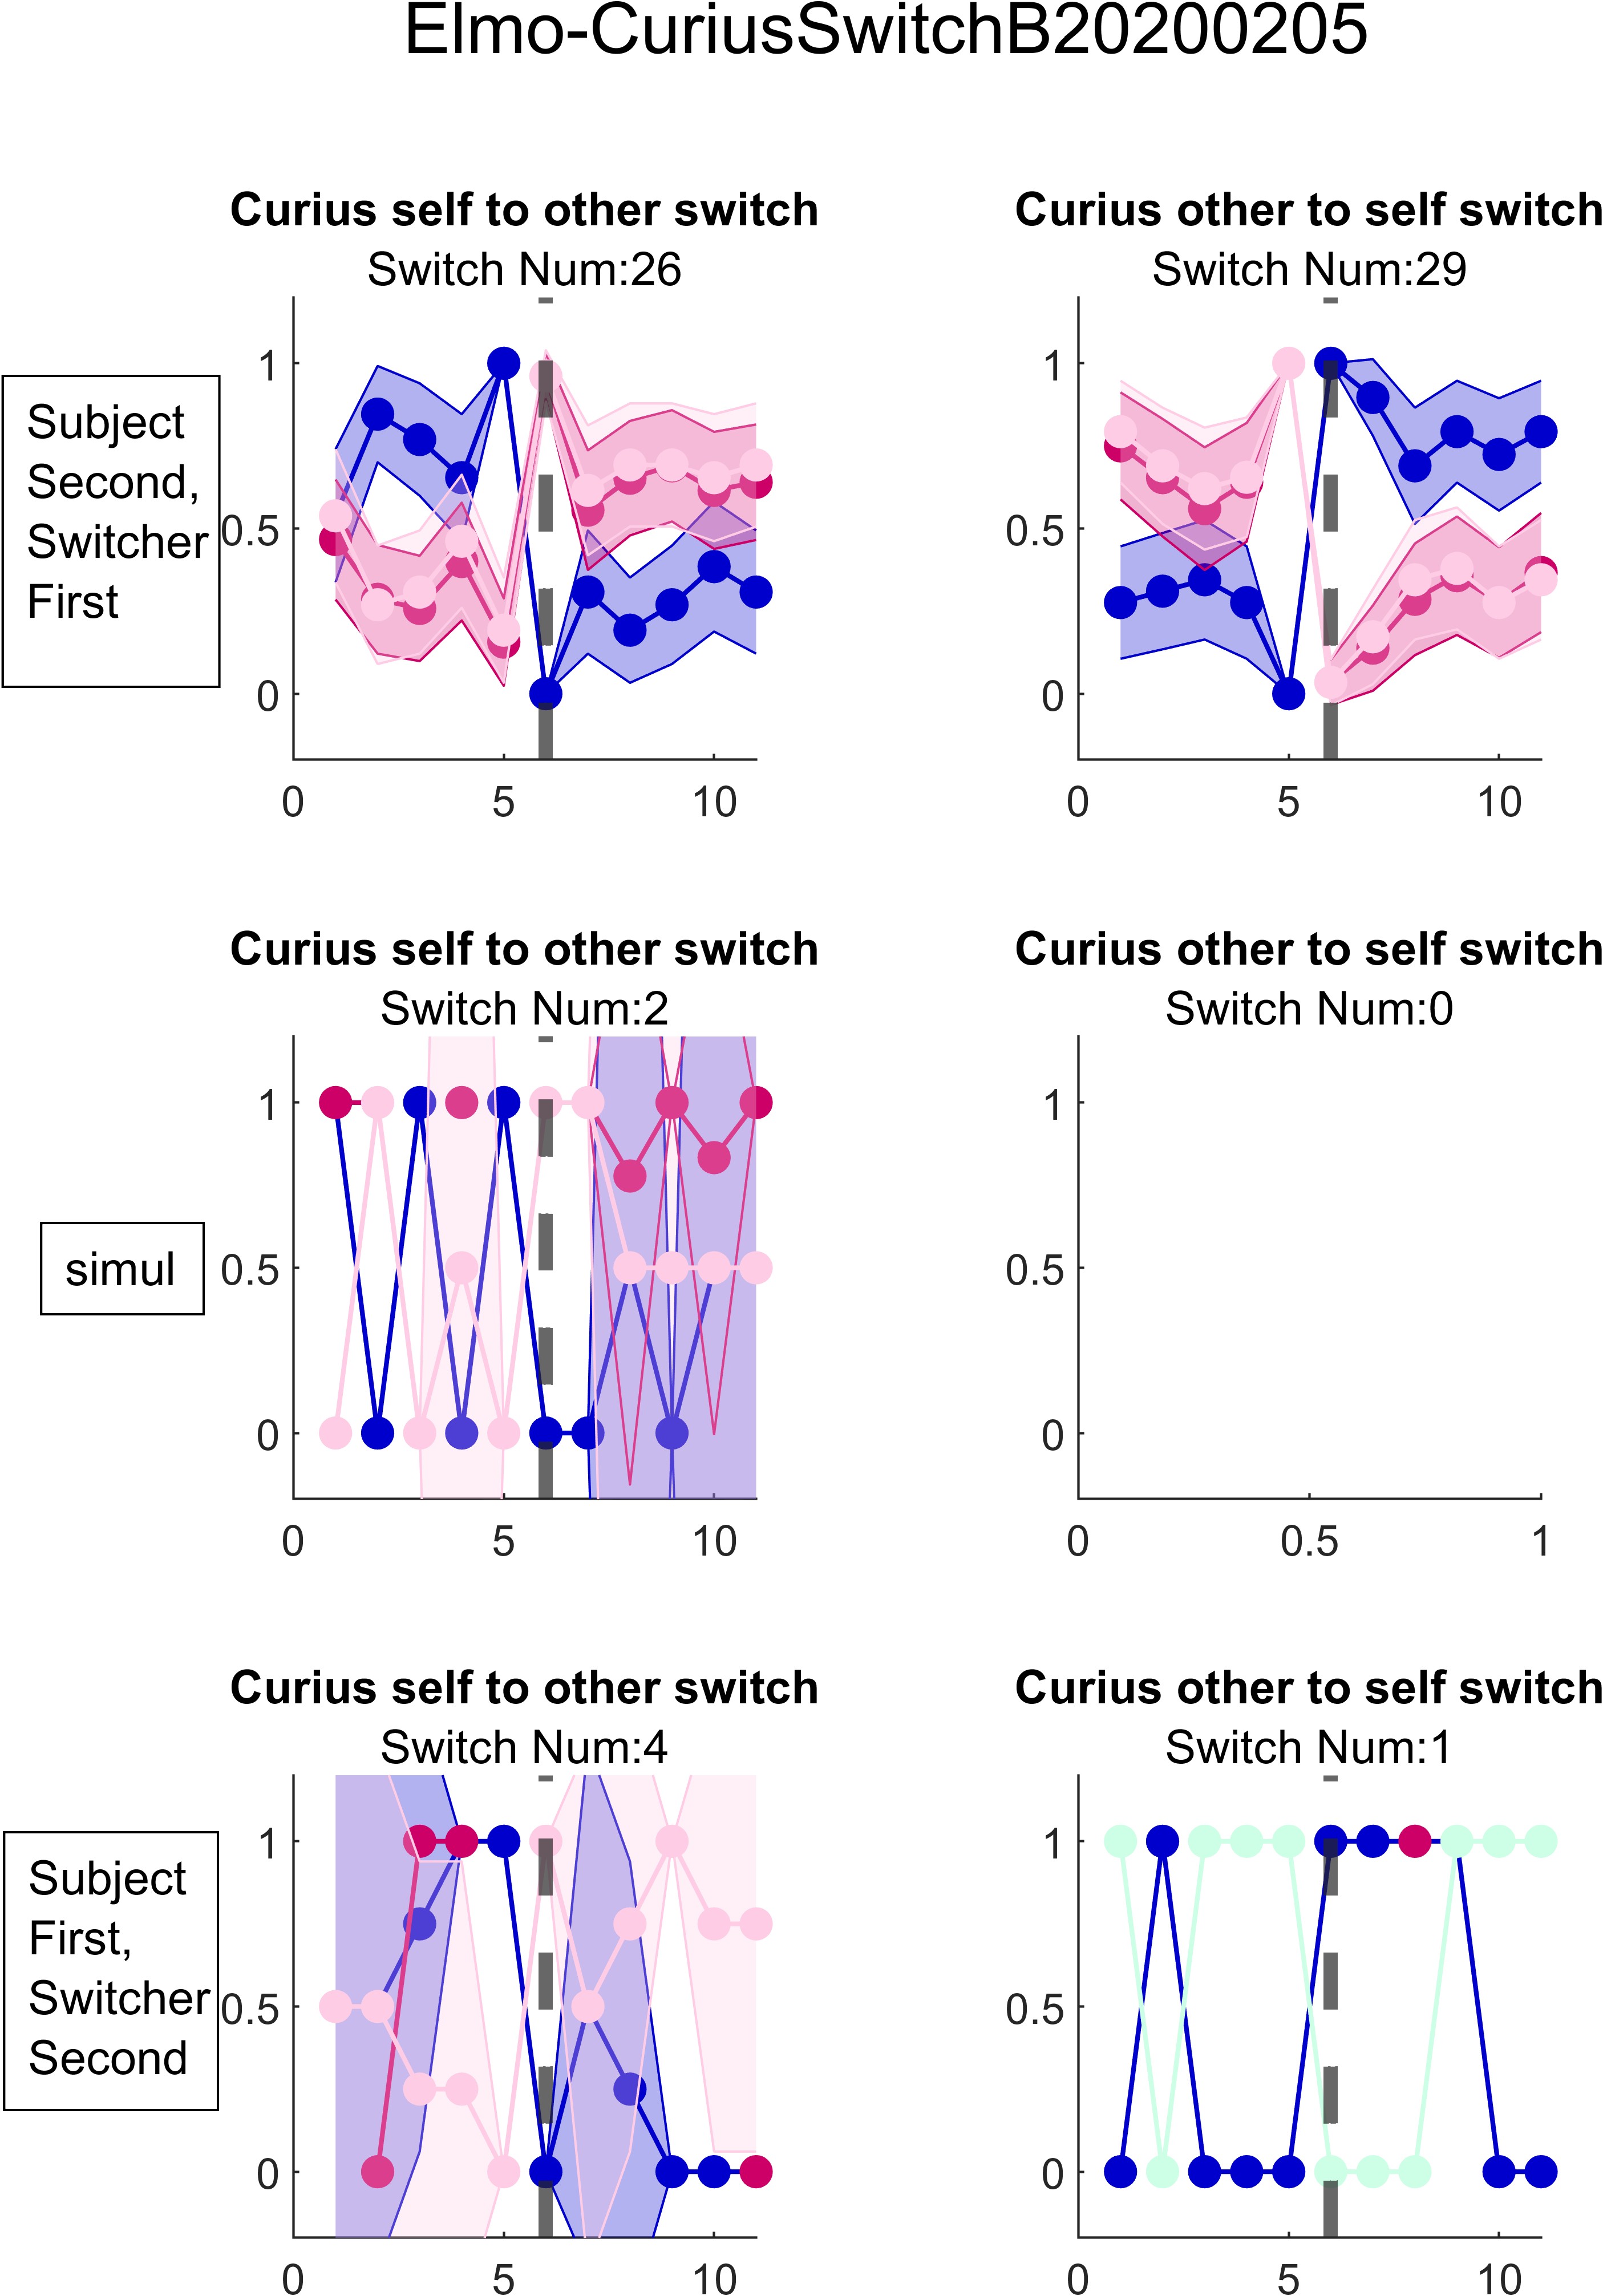 Elmo-CuriusSwitchB20200205
Curius self to other switch
Switch Num:26
Curius other to self switch
Switch Num:29
Subject
Second,
Switcher
First
1
0.5
0
0 5 10
1
0.5
0
0 5 10
Curius self to other switch
Switch Num:2
Curius other to self switch
Switch Num:0
simul
1
0.5
0
0 5 10
1
0.5
0
0 0.5 1
Curius self to other switch
Switch Num:4
Curius other to self switch
Switch Num:1
Subject
First,
Switcher
Second
1
0.5
0
0 5 10
1
0.5
0
0 5 10